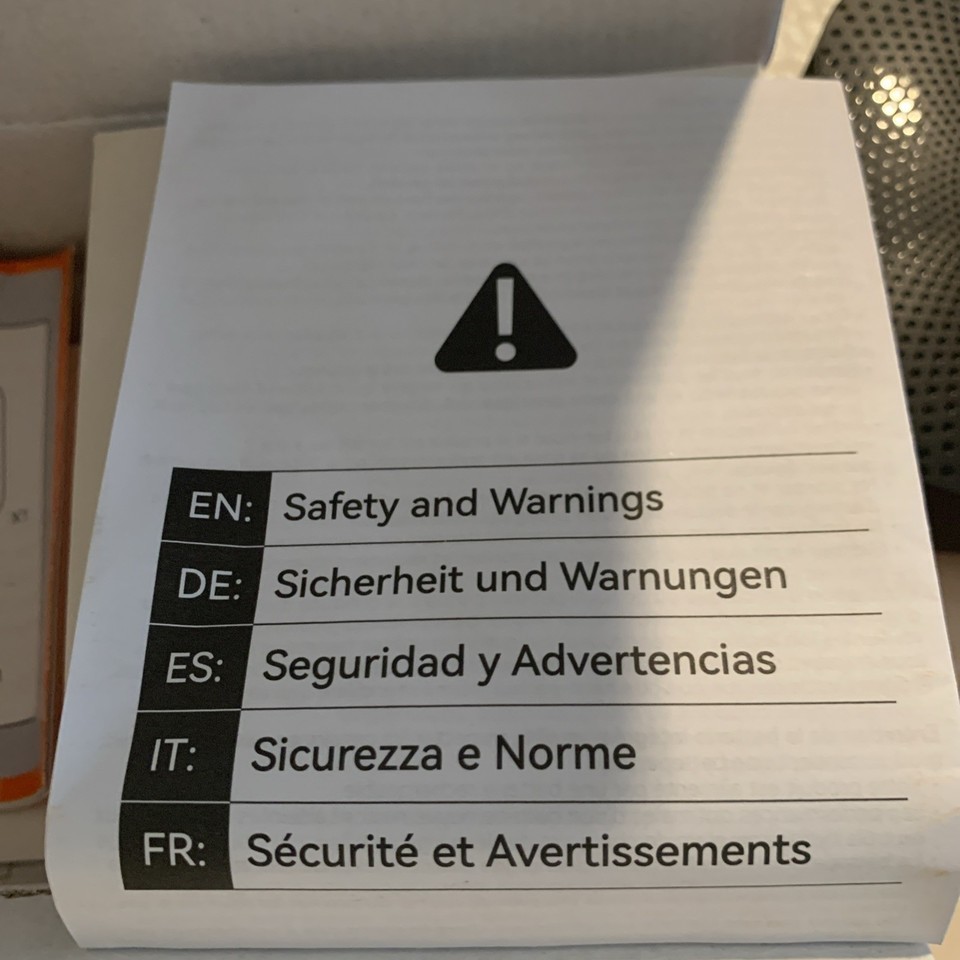 EN: Safety and Warnings
DE: Sicherheit und Warnungen
ES: Seguridad y Advertencias
IT: Sicurezza e Norme
FR: Sécurité et Avertissements